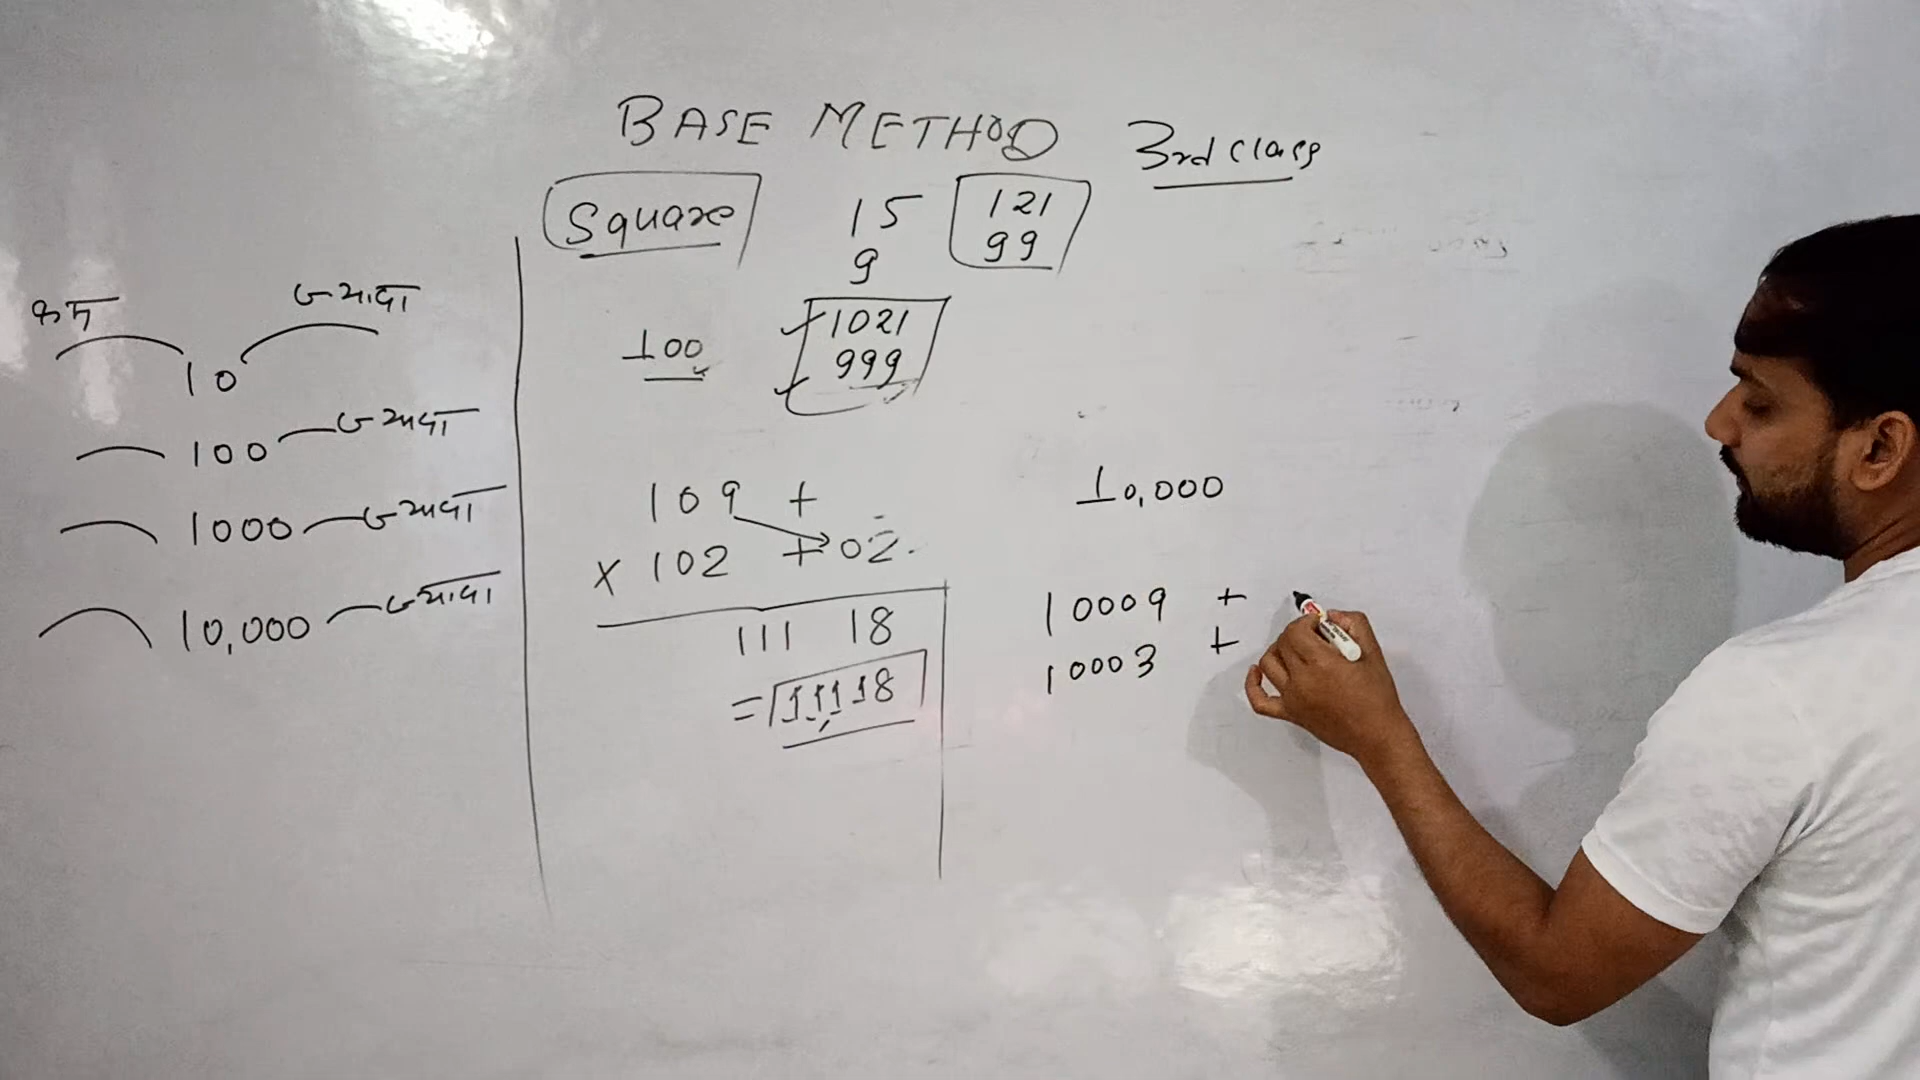 BASE METHOD 3rd class
Square 15 121
9 99
100 1021
999
कम ज्यादा
10
100 ज्यादा
1000 ज्यादा
10,000 ज्यादा
109 +
× 102 + 02.
111 18
= 11118
10,000
10009 +
10003 +